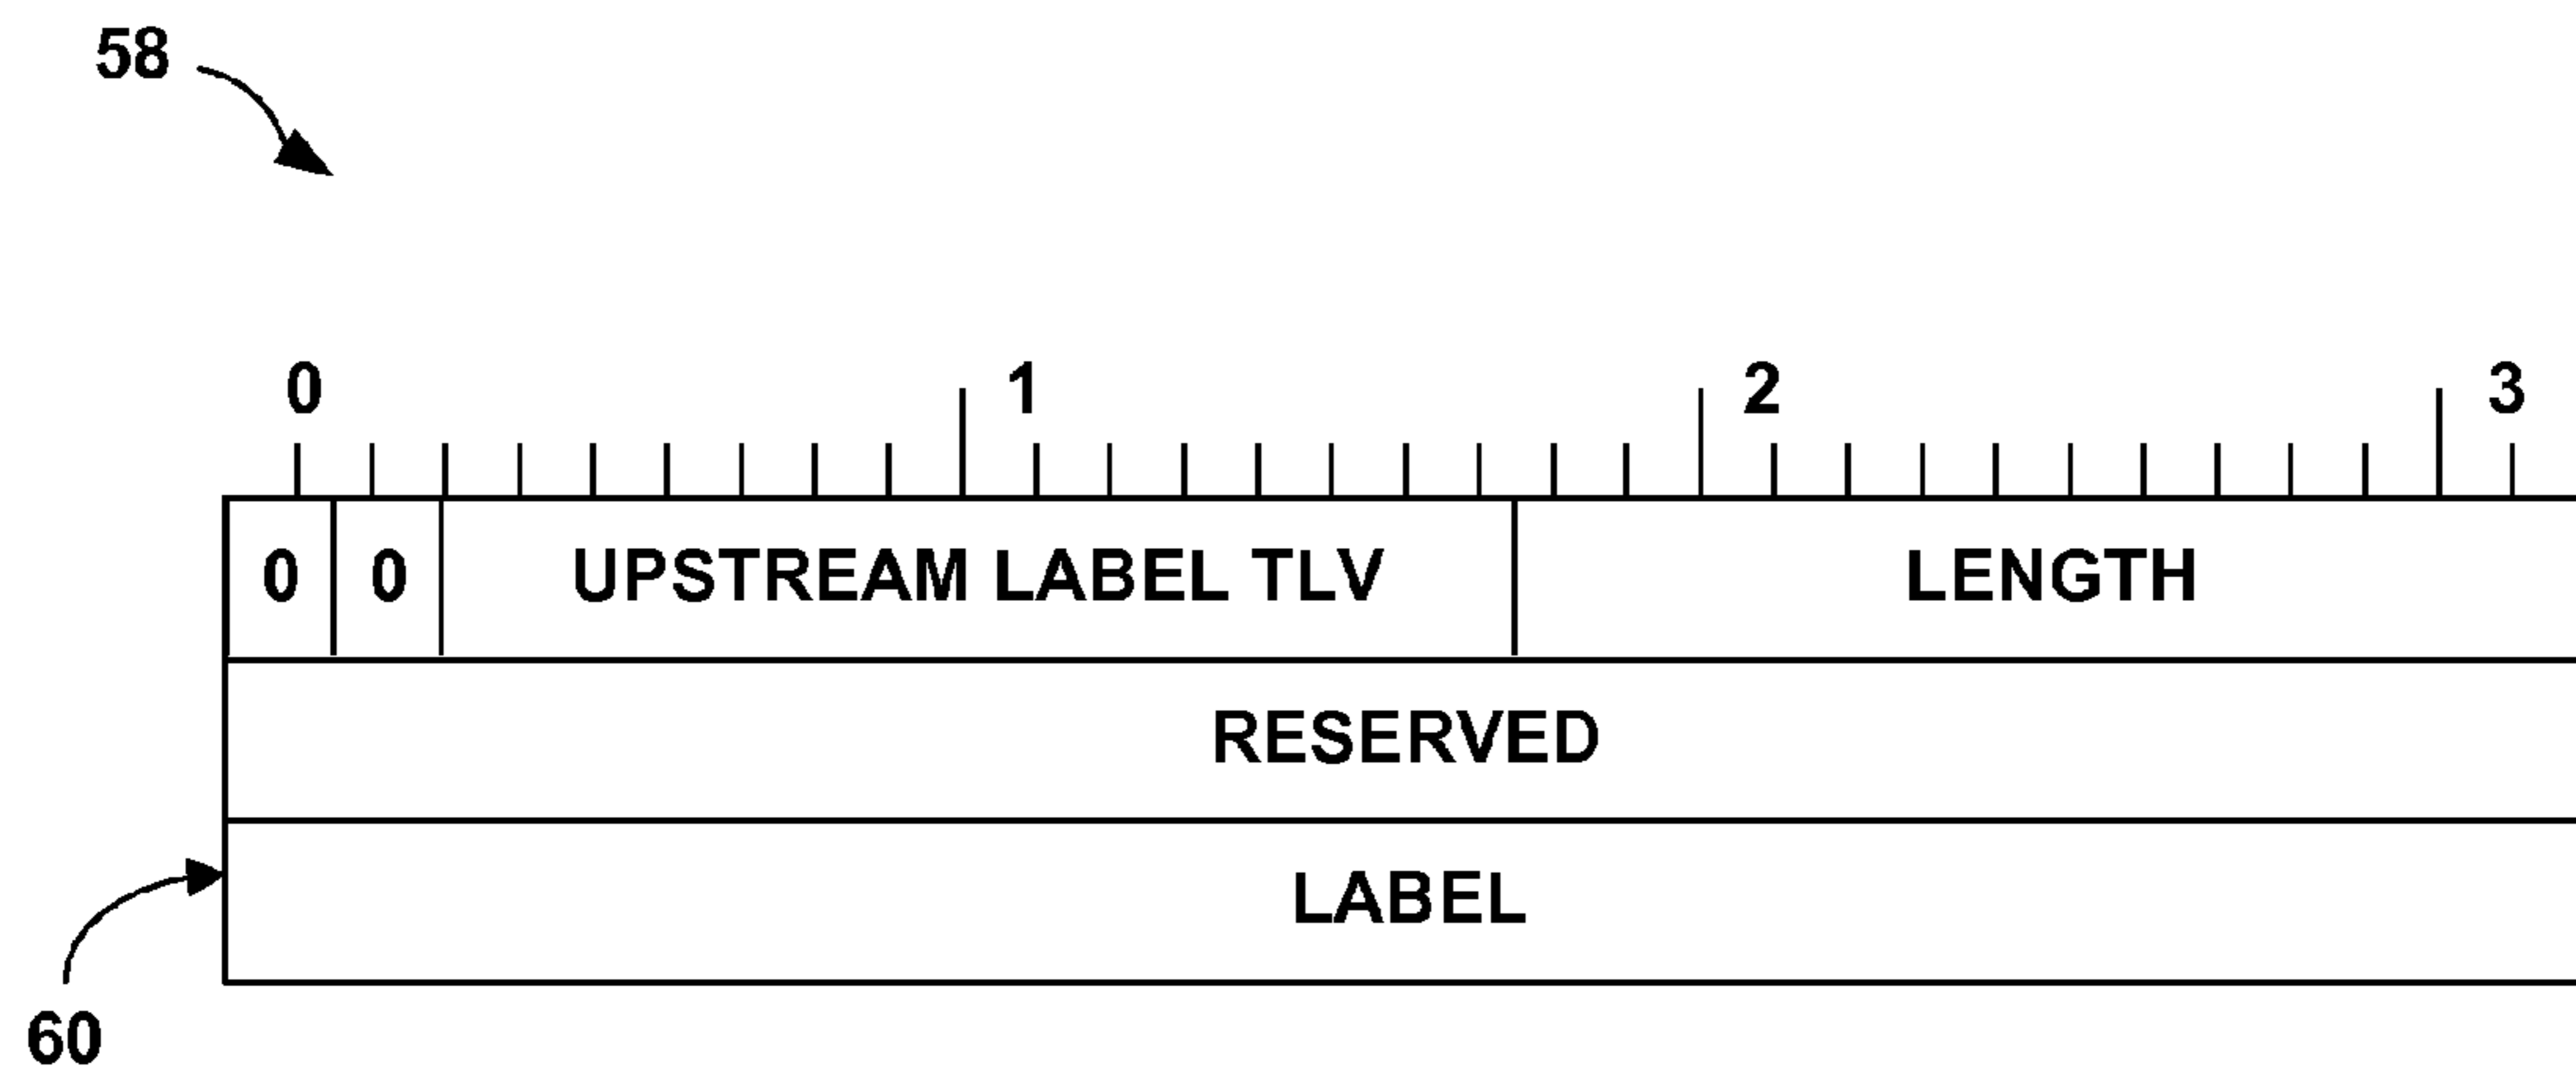 58
0 1 2 3
0 0 UPSTREAM LABEL TLV LENGTH
RESERVED
LABEL
60